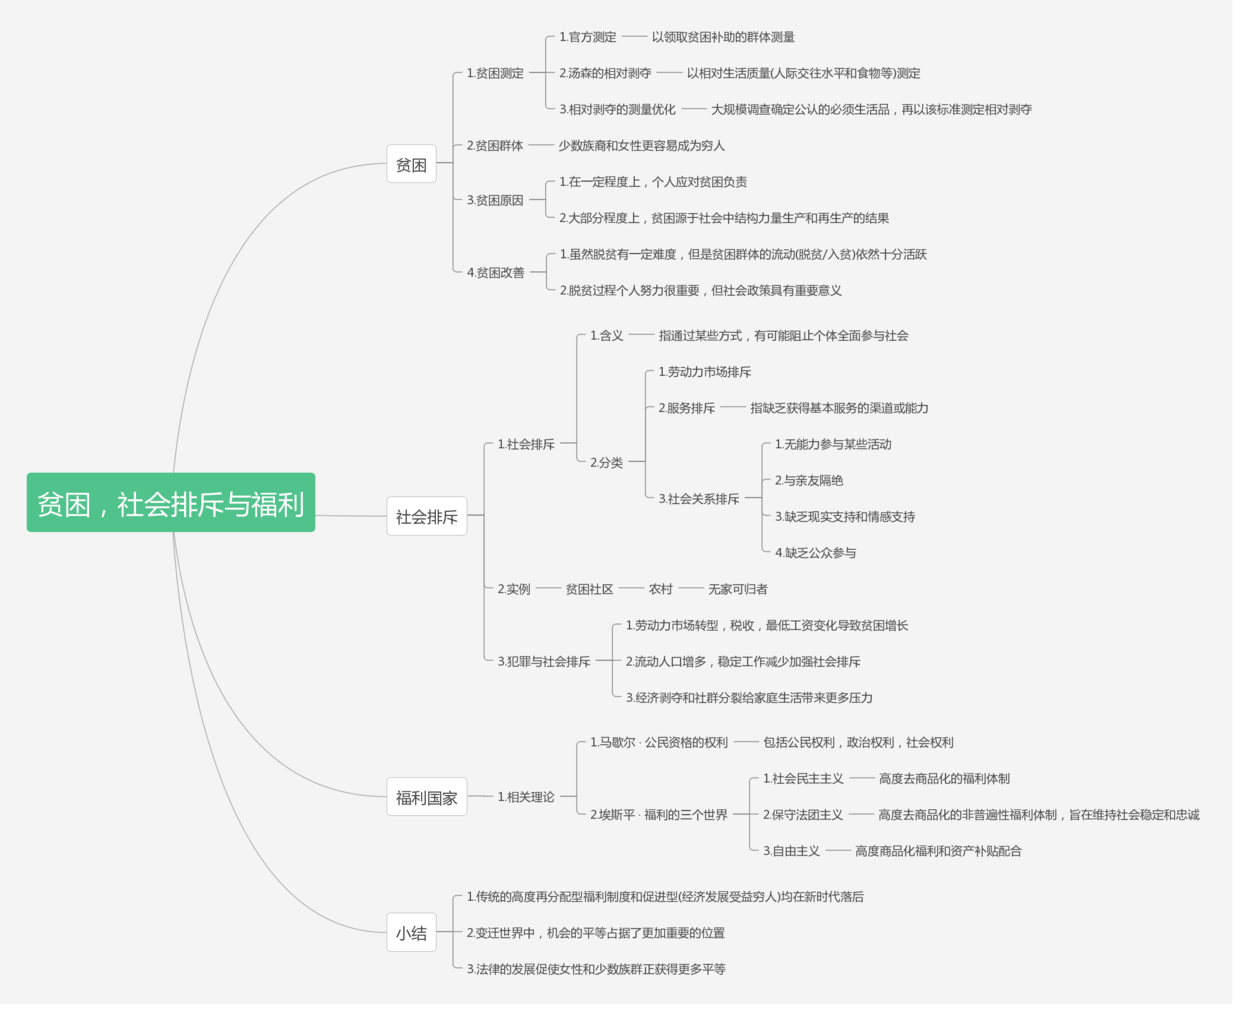 贫困，社会排斥与福利
贫困
1.贫困测定
1.官方测定
以领取贫困补助的群体测量
2.汤森的相对剥夺
以相对生活质量(人际交往水平和食物等)测定
3.相对剥夺的测量优化
大规模调查确定公认的必须生活品，再以该标准测定相对剥夺
2.贫困群体
少数族裔和女性更容易成为穷人
3.贫困原因
1.在一定程度上，个人应对贫困负责
2.大部分程度上，贫困源于社会中结构力量生产和再生产的结果
4.贫困改善
1.虽然脱贫有一定难度，但是贫困群体的流动(脱贫/入贫)依然十分活跃
2.脱贫过程个人努力很重要，但社会政策具有重要意义
社会排斥
1.社会排斥
1.含义
指通过某些方式，有可能阻止个体全面参与社会
2.分类
1.劳动力市场排斥
2.服务排斥
指缺乏获得基本服务的渠道或能力
3.社会关系排斥
1.无能力参与某些活动
2.与亲友隔绝
3.缺乏现实支持和情感支持
4.缺乏公众参与
2.实例
贫困社区
农村
无家可归者
3.犯罪与社会排斥
1.劳动力市场转型，税收，最低工资变化导致贫困增长
2.流动人口增多，稳定工作减少加强社会排斥
3.经济剥夺和社群分裂给家庭生活带来更多压力
福利国家
1.相关理论
1.马歇尔 · 公民资格的权利
包括公民权利，政治权利，社会权利
2.埃斯平 · 福利的三个世界
1.社会民主主义
高度去商品化的福利体制
2.保守法团主义
高度去商品化的非普遍性福利体制，旨在维持社会稳定和忠诚
3.自由主义
高度商品化福利和资产补贴配合
小结
1.传统的高度再分配型福利制度和促进型(经济发展受益穷人)均在新时代落后
2.变迁世界中，机会的平等占据了更加重要的位置
3.法律的发展促使女性和少数族群正获得更多平等